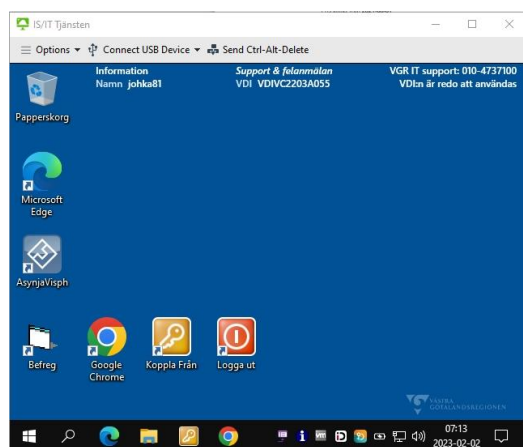 IS/IT Tjänsten
Options Connect USB Device Send Ctrl-Alt-Delete
Information Support & felanmälan VGR IT support: 010-4737100
Namn johka81 VDI VDIVC2203A055 VDI:n är redo att användas
Papperskorg
Microsoft
Edge
AsynjaVisph
Befreg Google
Chrome Koppla Från Logga ut
VÄSTRA
GÖTALANDSREGIONEN
07:13
2023-02-02